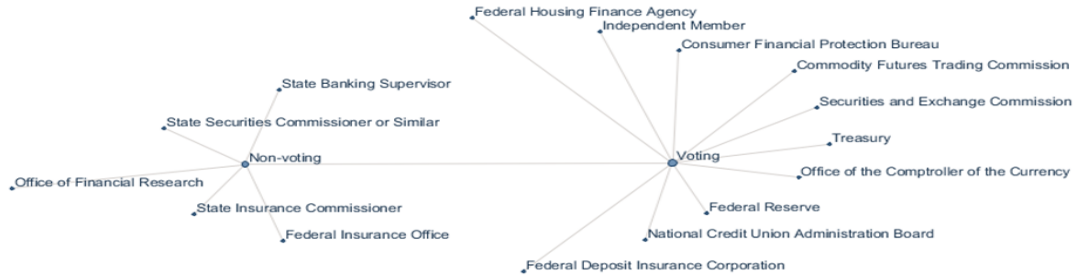 Federal Housing Finance Agency
Independent Member
Consumer Financial Protection Bureau
Commodity Futures Trading Commission
State Banking Supervisor
Securities and Exchange Commission
State Securities Commissioner or Similar
Treasury
Non-voting
Voting
Office of the Comptroller of the Currency
Office of Financial Research
State Insurance Commissioner
Federal Reserve
Federal Insurance Office
National Credit Union Administration Board
Federal Deposit Insurance Corporation